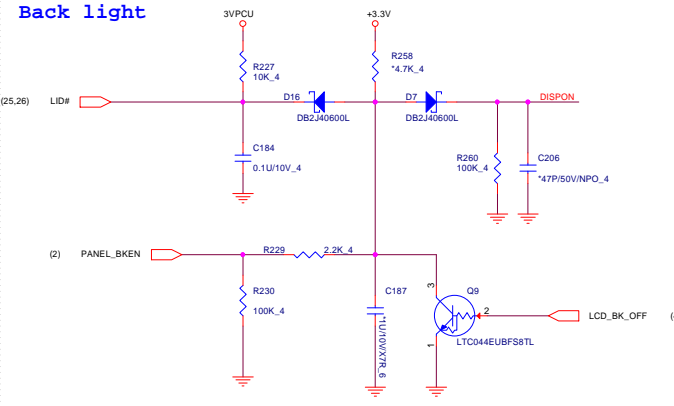 Back light
3VPCU
+3.3V
R227
10K_4
R258
*4.7K_4
(25,26)
LID#
D16
DB2J40600L
D7
DB2J40600L
DISPON
C184
0.1U/10V_4
R260
100K_4
C206
*47P/50V/NPO_4
(2)
PANEL_BKEN
R229
2.2K_4
R230
100K_4
C187
*1U/10V/X7R_6
3
Q9
2
1
LTC044EUBFS8TL
LCD_BK_OFF